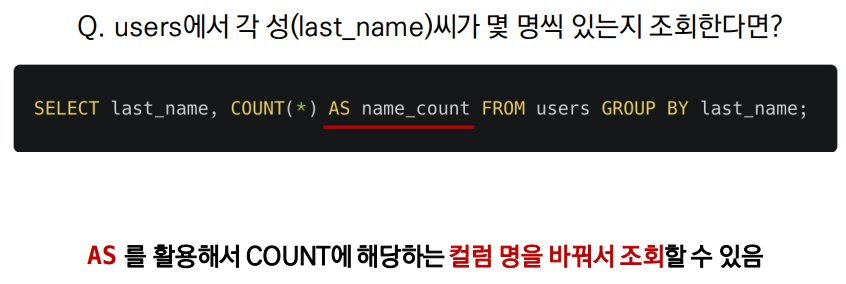 Q. users에서 각 성(last_name)씨가 몇 명씩 있는지 조회한다면?
SELECT last_name, COUNT(*) AS name_count FROM users GROUP BY last_name;
AS 를 활용해서 COUNT에 해당하는 컬럼 명을 바꿔서 조회할 수 있음